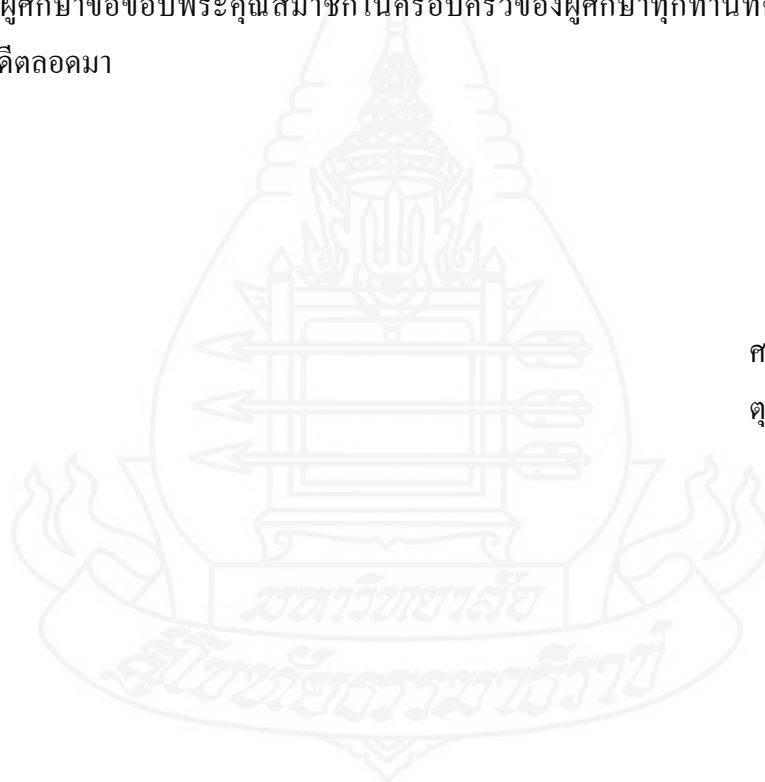 ผู้ศึกษาขอขอบพระคุณสมาชิกในครอบครัวของผู้ศึกษาทุกท่าน
ดีตลอดมา
มหาวิทยาลัย
สุโขทัยธรรมาธิราช